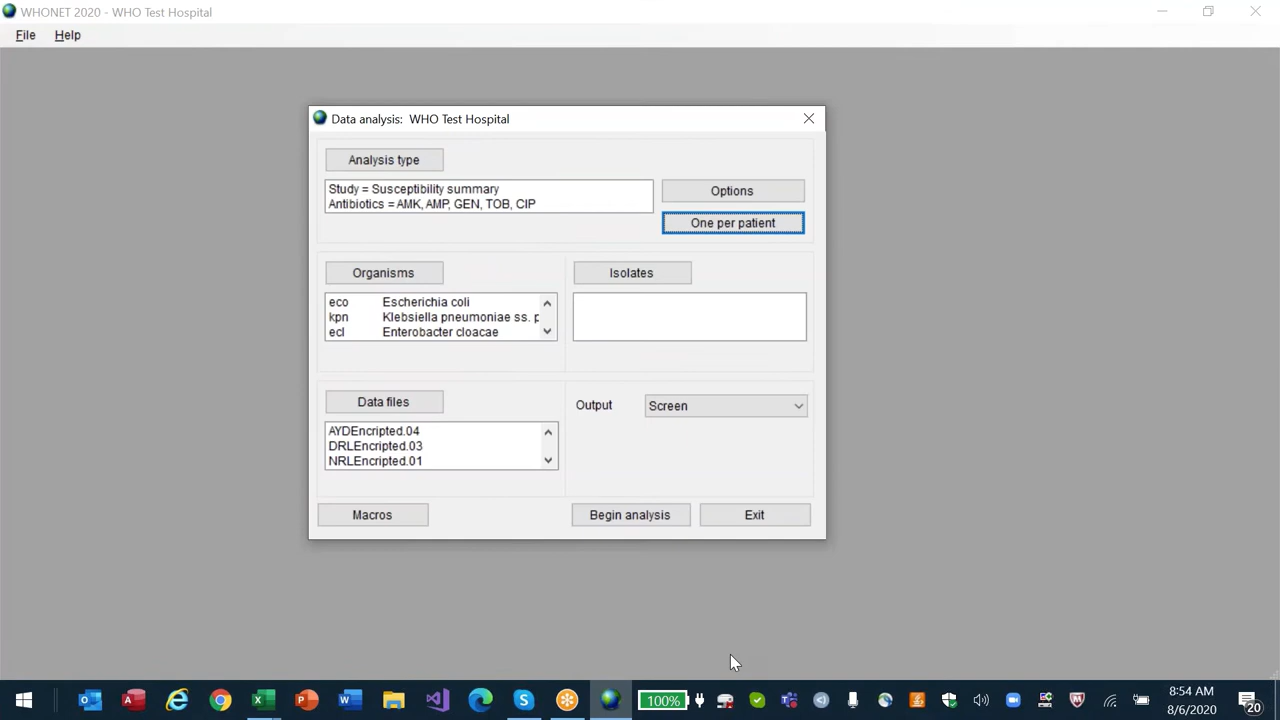 WHONET 2020 - WHO Test Hospital
File Help
Data analysis: WHO Test Hospital
Analysis type
Study = Susceptibility summary
Antibiotics = AMK, AMP, GEN, TOB, CIP
Options
One per patient
Organisms
eco Escherichia coli
kpn Klebsiella pneumoniae ss. p
ecl Enterobacter cloacae
Isolates
Data files
AYDEncripted.04
DRLEncripted.03
NRLEncripted.01
Output Screen
Macros
Begin analysis
Exit
100%
8:54 AM
8/6/2020
20